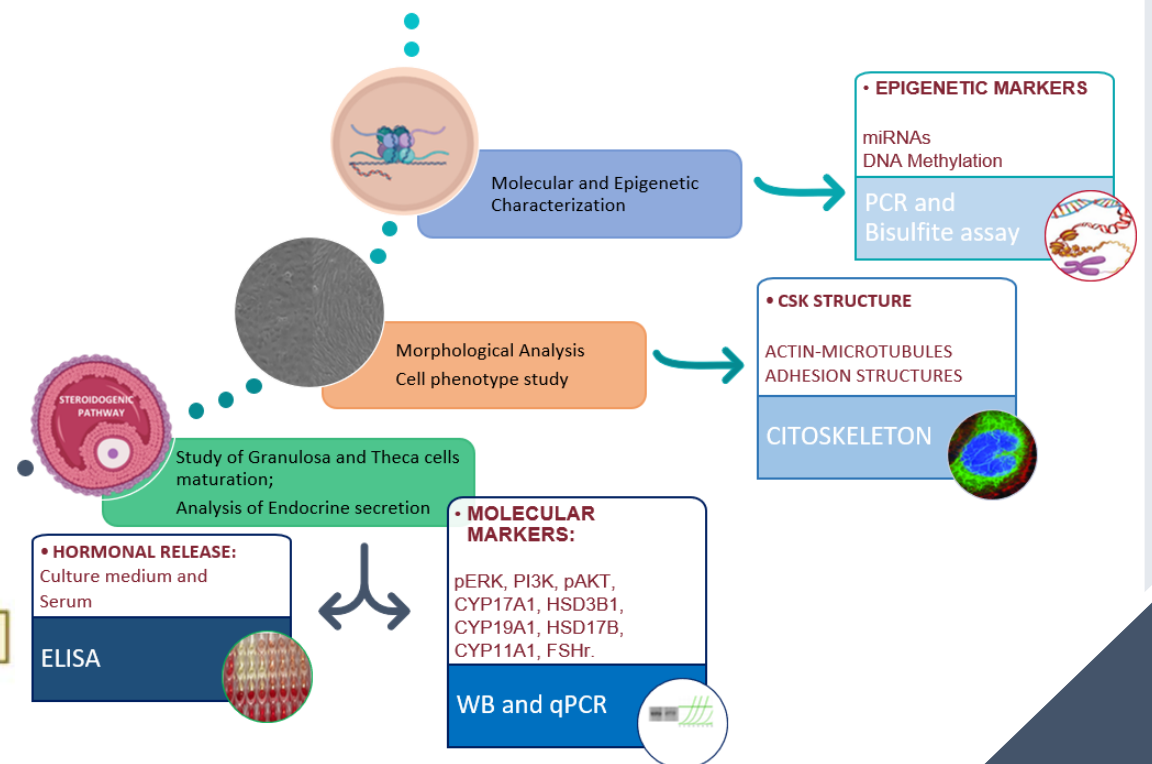 Molecular and Epigenetic
Characterization
• EPIGENETIC MARKERS
miRNAs
DNA Methylation
PCR and
Bisulfite assay
Morphological Analysis
Cell phenotype study
• CSK STRUCTURE
ACTIN-MICROTUBULES
ADHESION STRUCTURES
CITOSKELETON
STEROIDOGENIC
PATHWAY
Study of Granulosa and Theca cells
maturation;
Analysis of Endocrine secretion
• HORMONAL RELEASE:
Culture medium and
Serum
ELISA
• MOLECULAR
MARKERS:
pERK, PI3K, pAKT,
CYP17A1, HSD3B1,
CYP19A1, HSD17B,
CYP11A1, FSHr.
WB and qPCR